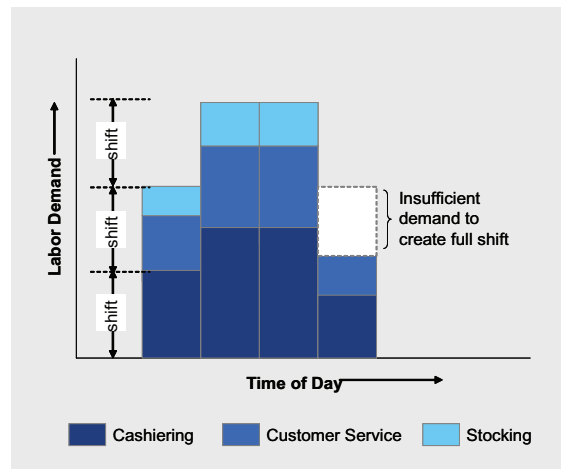 shift
shift
shift
Labor Demand
Insufficient
demand to
create full shift
Time of Day
Cashiering
Customer Service
Stocking